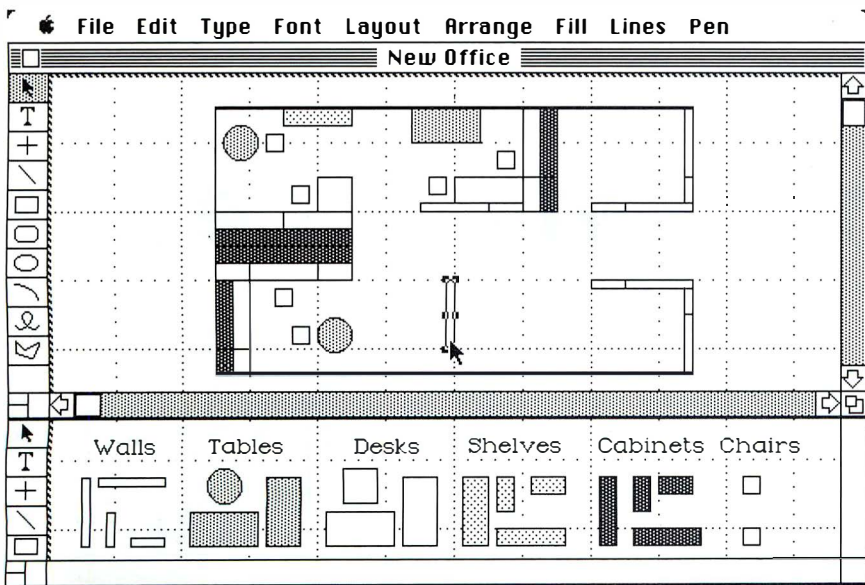 File Edit Type Font Layout Arrange Fill Lines Pen
New Office
T
Walls Tables Desks Shelves Cabinets Chairs
T